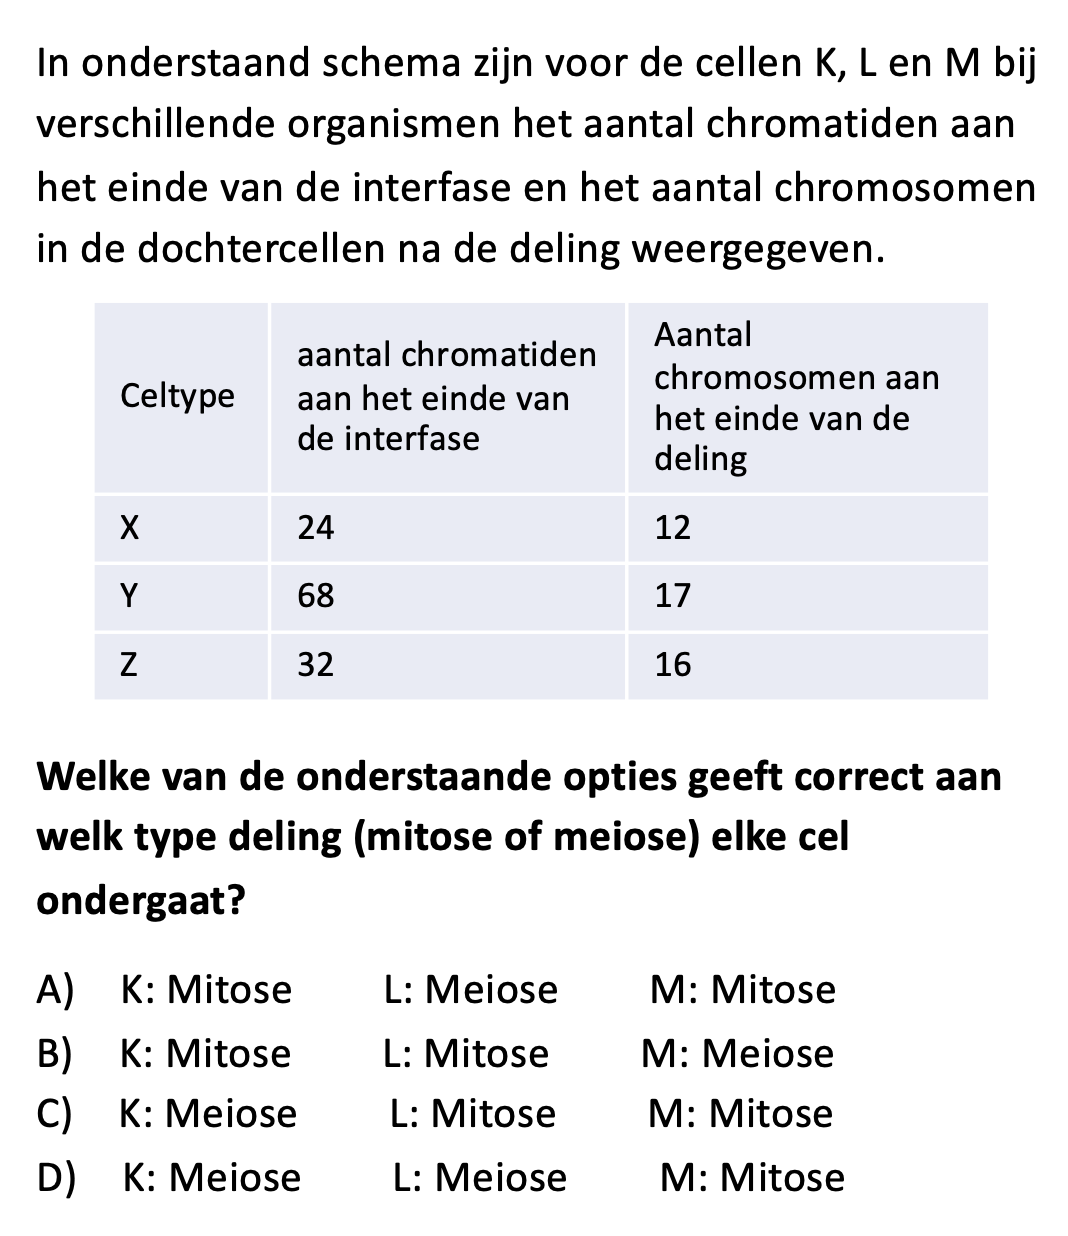 In onderstaand schema zijn voor de cellen K, L en M bij
verschillende organismen het aantal chromatiden aan
het einde van de interfase en het aantal chromosomen
in de dochtercellen na de deling weergegeven.
Celtype
aantal chromatiden
aan het einde van
de interfase
Aantal
chromosomen aan
het einde van de
deling
X 24 12
Y 68 17
Z 32 16
Welke van de onderstaande opties geeft correct aan
welk type deling (mitose of meiose) elke cel
ondergaat?
A) K: Mitose L: Meiose M: Mitose
B) K: Mitose L: Mitose M: Meiose
C) K: Meiose L: Mitose M: Mitose
D) K: Meiose L: Meiose M: Mitose